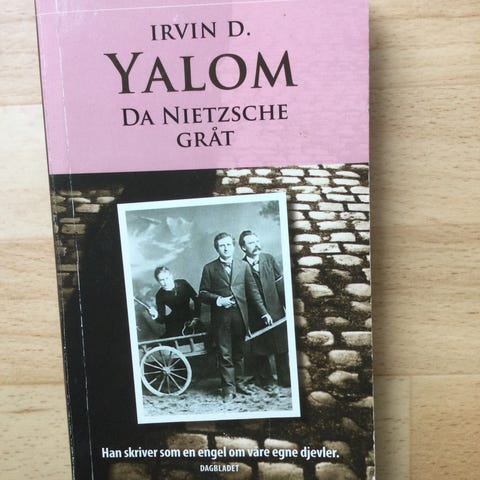 IRVIN D.
YALOM
DA NIETZSCHE
GRÅT
Han skriver som en engel om våre egne djevler.
DAGBLADET